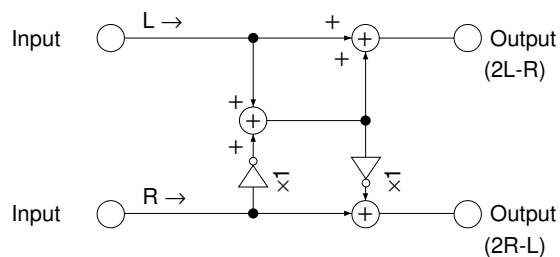 L →
Input
+
+
Output
+
(2L-R)
+
+
+
×1
×1
R →
Input
+
Output
(2R-L)